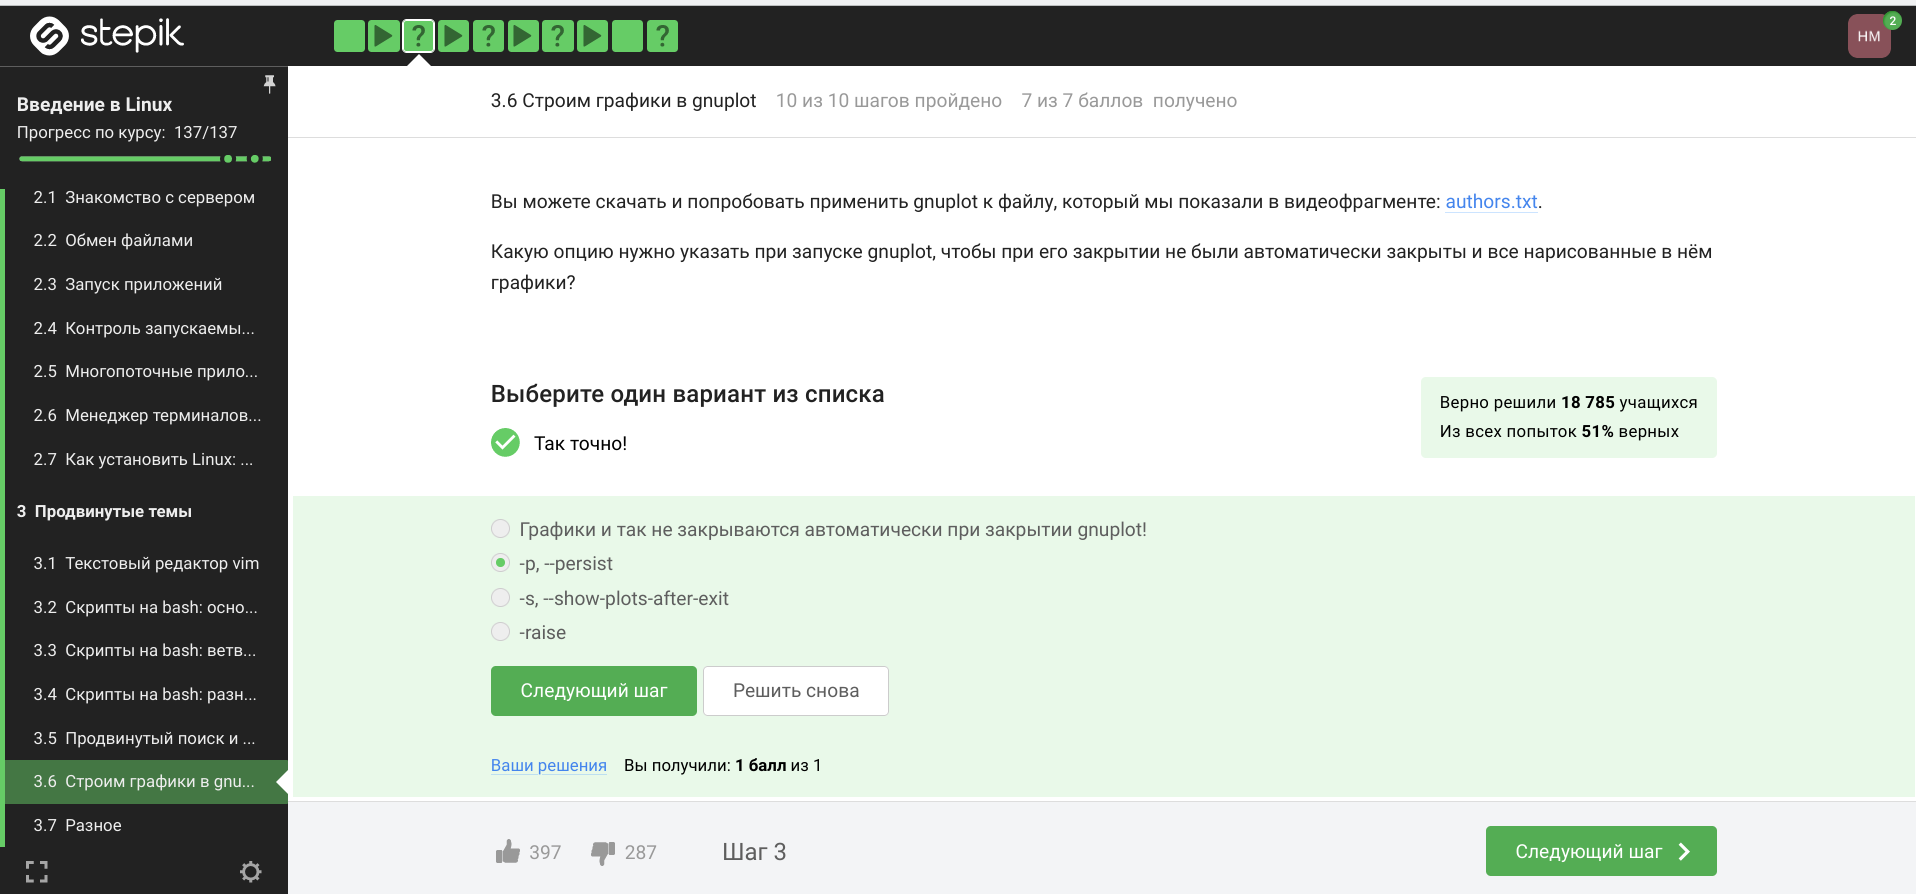 stepik
? ? ? ?
НМ
2
Введение в Linux
Прогресс по курсу: 137/137
2.1 Знакомство с сервером
2.2 Обмен файлами
2.3 Запуск приложений
2.4 Контроль запускаемы...
2.5 Многопоточные прило...
2.6 Менеджер терминалов...
2.7 Как установить Linux: ...
3 Продвинутые темы
3.1 Текстовый редактор vim
3.2 Скрипты на bash: осно...
3.3 Скрипты на bash: ветв...
3.4 Скрипты на bash: разн...
3.5 Продвинутый поиск и ...
3.6 Строим графики в gnu...
3.7 Разное
3.6 Строим графики в gnuplot 10 из 10 шагов пройдено 7 из 7 баллов получено
Вы можете скачать и попробовать применить gnuplot к файлу, который мы показали в видеофрагменте: authors.txt.
Какую опцию нужно указать при запуске gnuplot, чтобы при его закрытии не были автоматически закрыты и все нарисованные в нём
графики?
Выберите один вариант из списка
Так точно!
Верно решили 18 785 учащихся
Из всех попыток 51% верных
Графики и так не закрываются автоматически при закрытии gnuplot!
-p, --persist
-s, --show-plots-after-exit
-raise
Следующий шаг Решить снова
Ваши решения Вы получили: 1 балл из 1
397 287 Шаг 3 Следующий шаг